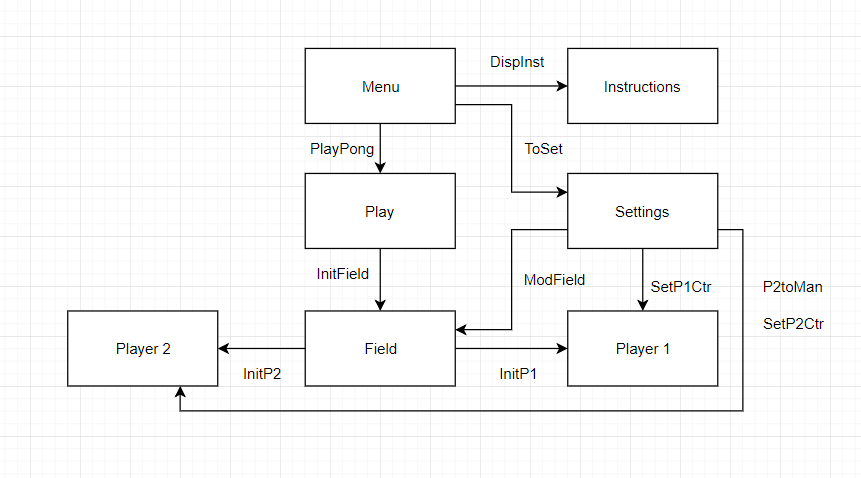 DispInst
Menu
Instructions
PlayPong
ToSet
Play
Settings
InitField
ModField
SetP1Ctr
P2toMan
SetP2Ctr
Player 2
Field
Player 1
InitP2
InitP1